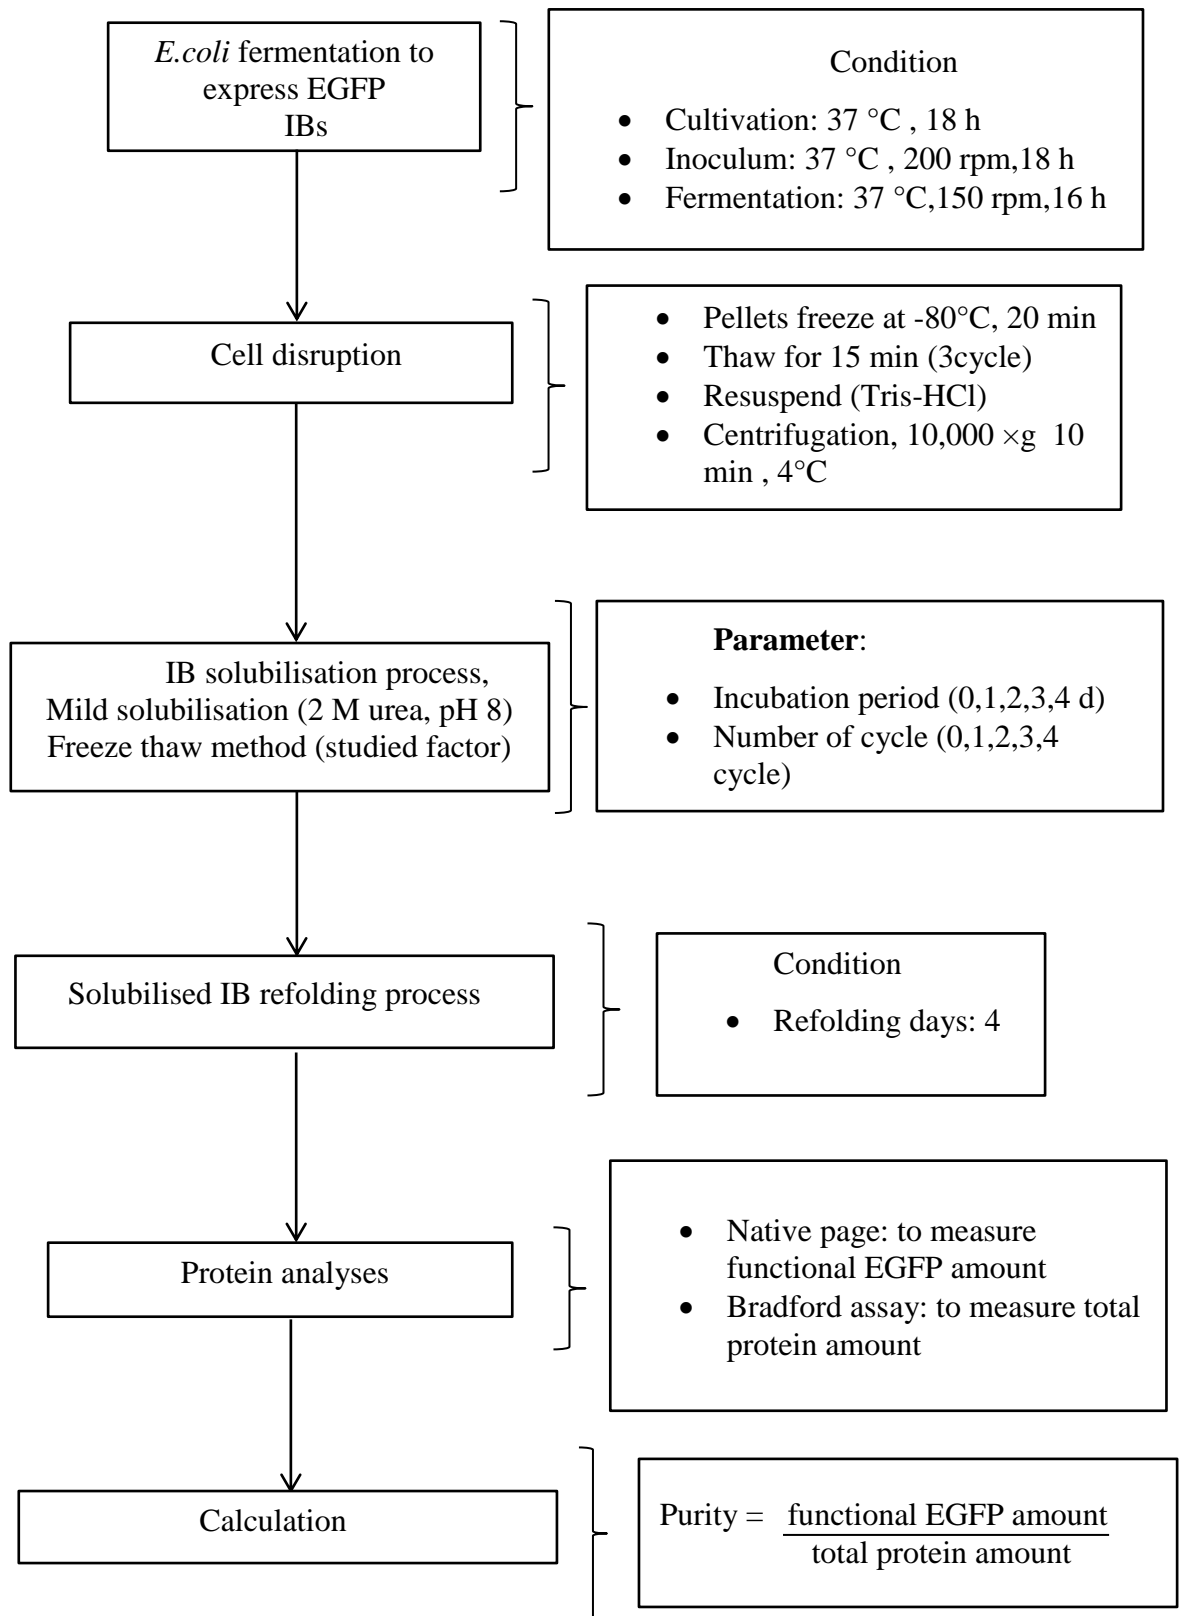 E.coli fermentation to
express EGFP
IBs
Condition
• Cultivation: 37 °C , 18 h
• Inoculum: 37 °C , 200 rpm,18 h
• Fermentation: 37 °C,150 rpm,16 h
Cell disruption
• Pellets freeze at -80°C, 20 min
• Thaw for 15 min (3cycle)
• Resuspend (Tris-HCl)
• Centrifugation, 10,000 ×g 10
min , 4°C
IB solubilisation process,
Mild solubilisation (2 M urea, pH 8)
Freeze thaw method (studied factor)
Parameter:
• Incubation period (0,1,2,3,4 d)
• Number of cycle (0,1,2,3,4
cycle)
Solubilised IB refolding process
Condition
• Refolding days: 4
Protein analyses
• Native page: to measure
functional EGFP amount
• Bradford assay: to measure total
protein amount
Calculation
Purity = functional EGFP amount
total protein amount